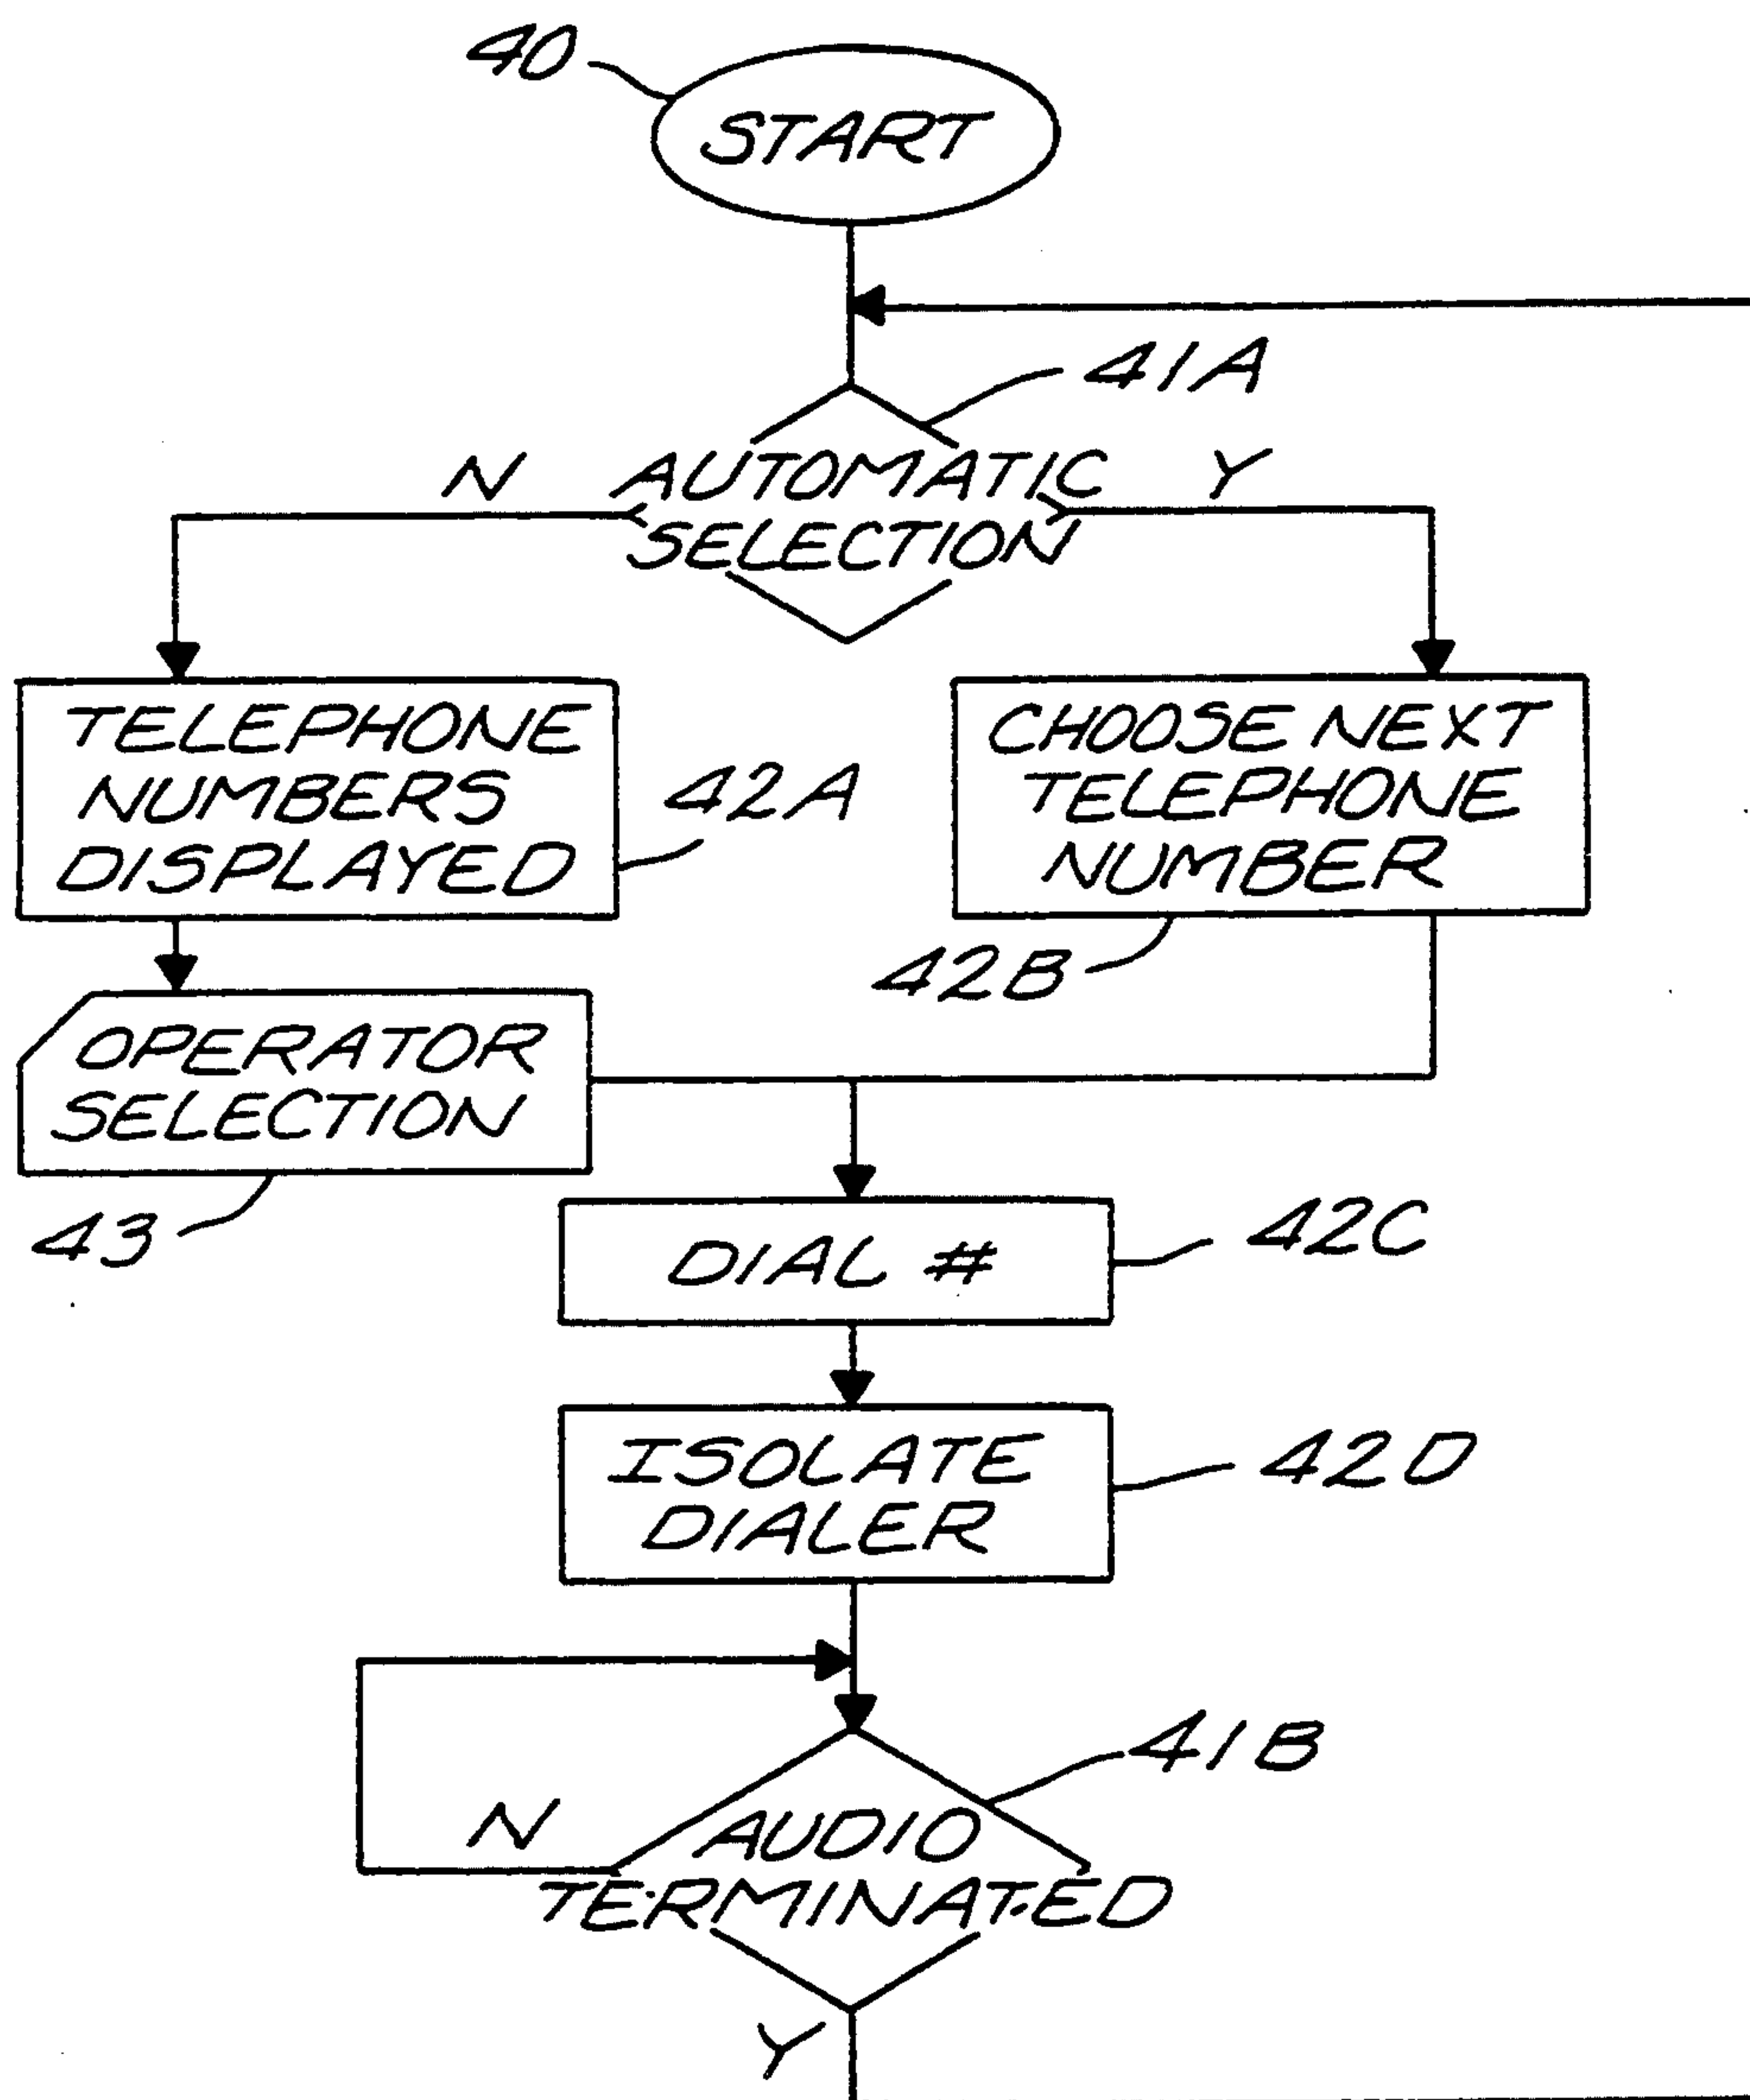 40
START
41A
N
AUTOMATIC
SELECTION
Y
TELEPHONE
NUMBERS
DISPLAYED
42A
CHOOSE NEXT
TELEPHONE
NUMBER
42B
OPERATOR
SELECTION
43
DIAL #
42C
ISOLATE
DIALER
42D
41B
N
AUDIO
TERMINATED
Y